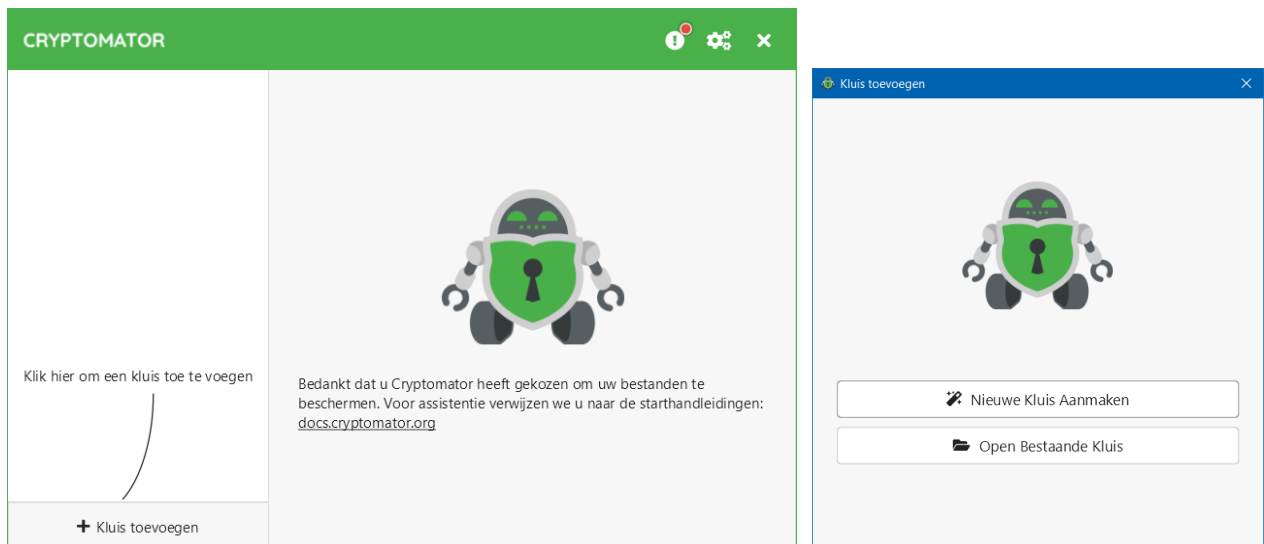 CRYPTOMATOR
Klik hier om een kluis toe te voegen
Kluis toevoegen
Bedankt dat u Cryptomator heeft gekozen om uw bestanden te
beschermen. Voor assistentie verwijzen we u naar de starthandleidingen:
docs.cryptomator.org
Kluis toevoegen
Nieuwe Kluis Aanmaken
Open Bestaande Kluis